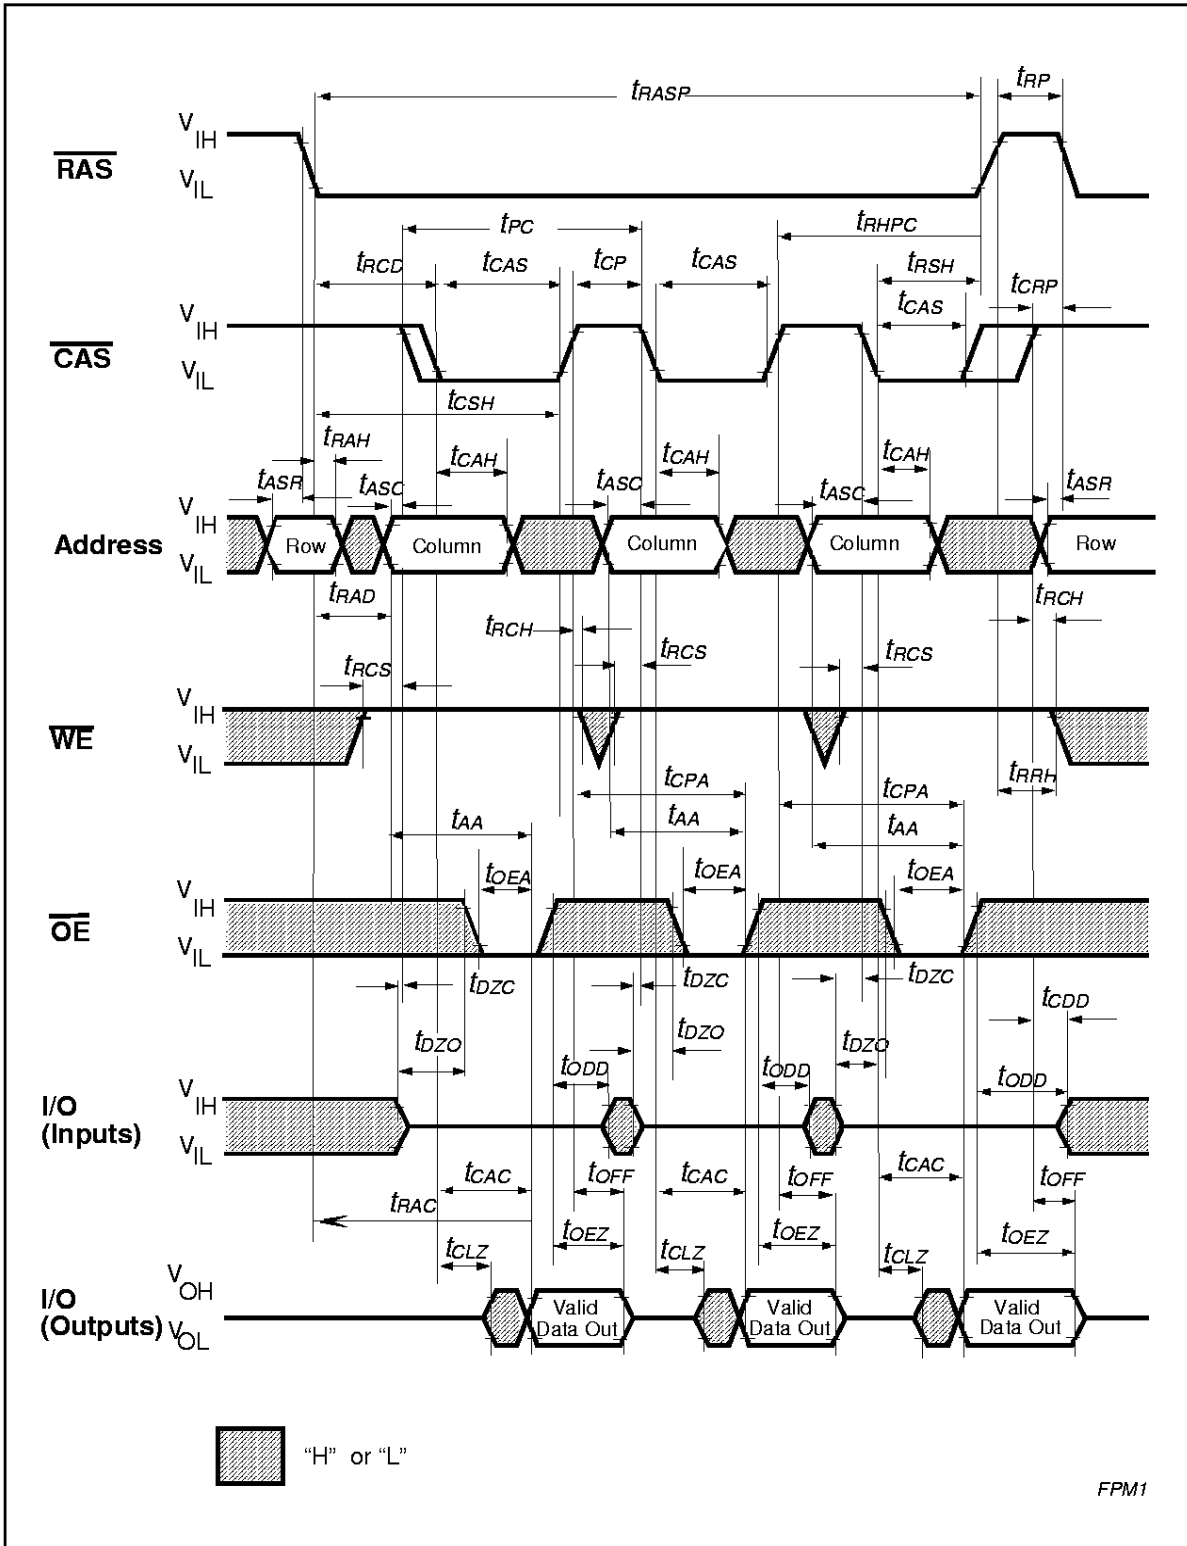 tRASP tRP
VIH
RAS
VIL
tPC tRHPC
tRCD tCAS tCP tCAS tRSH
tCRP
tCAS
VIH
CAS
VIL
tCSH
tRAH
tCAH tCAH tCAH
tASR tASC tASC tASC tASR
VIH
Address Row Column Column Column Row
VIL
tRAD tRCH
tRCH
tRCS tRCS tRCS
VIH
WE
VIL
tCPA tCPA tRRH
tAA tAA tAA
tOEA tOEA tOEA
VIH
OE
VIL
tDZC tDZC tDZC
tCDD
tDZO tDZO tDZO
tODD tODD tODD
VIH
I/O
(Inputs)
VIL
tCAC tOFF tCAC tOFF tCAC tOFF
tRAC
tCLZ tOEZ tCLZ tOEZ tCLZ tOEZ
VOH
I/O Valid Valid Valid
(Outputs) Data Out Data Out Data Out
VOL
“H” or “L”
FPM1